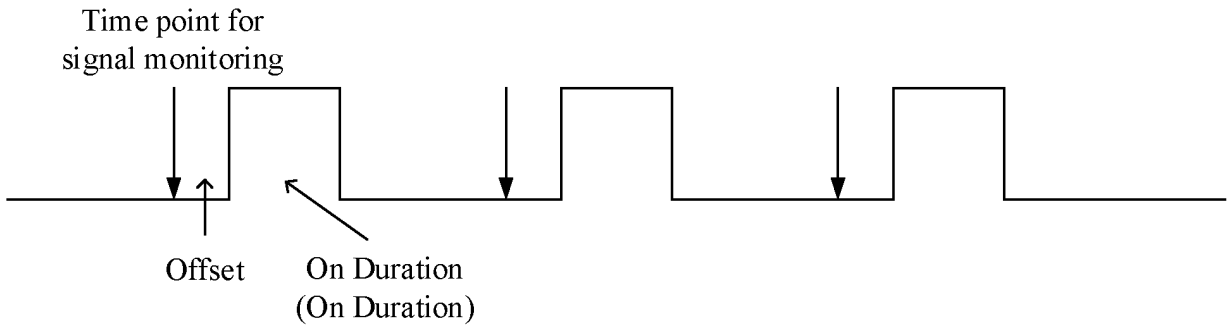 Time point for
signal monitoring
Offset
On Duration
(On Duration)